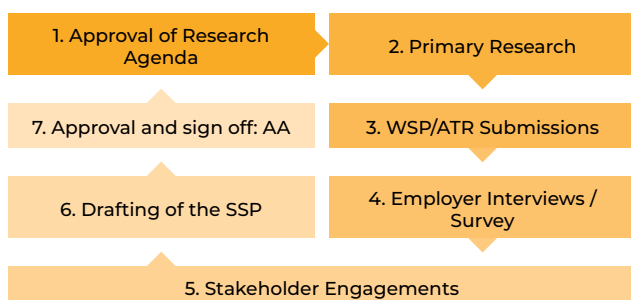 1. Approval of Research
Agenda
2. Primary Research
7. Approval and sign off: AA
3. WSP/ATR Submissions
6. Drafting of the SSP
4. Employer Interviews /
Survey
5. Stakeholder Engagements